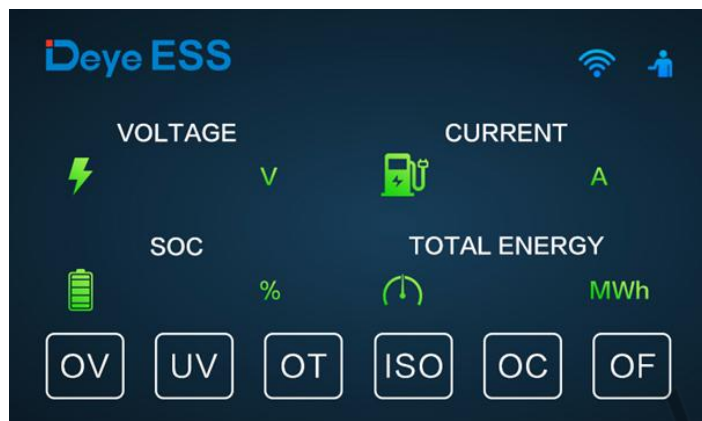 Deye ESS
VOLTAGE CURRENT
V A
SOC TOTAL ENERGY
% MWh
OV UV OT ISO OC OF